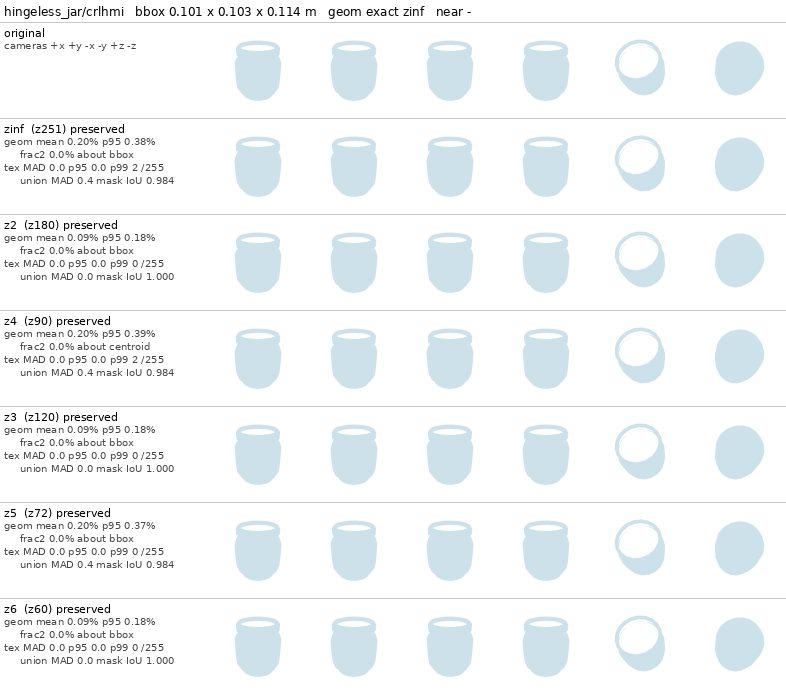 hingeless_jar/crlhmi   bbox 0.101 x 0.103 x 0.114 m   geom exact zinf   near -
original
cameras +x +y -x -y +z -z
zinf  (z251) preserved
geom mean 0.20% p95 0.38%
frac2 0.0% about bbox
tex MAD 0.0 p95 0.0 p99 2 /255
union MAD 0.4 mask IoU 0.984
z2  (z180) preserved
geom mean 0.09% p95 0.18%
frac2 0.0% about bbox
tex MAD 0.0 p95 0.0 p99 0 /255
union MAD 0.0 mask IoU 1.000
z4  (z90) preserved
geom mean 0.20% p95 0.39%
frac2 0.0% about centroid
tex MAD 0.0 p95 0.0 p99 2 /255
union MAD 0.4 mask IoU 0.984
z3  (z120) preserved
geom mean 0.09% p95 0.18%
frac2 0.0% about bbox
tex MAD 0.0 p95 0.0 p99 0 /255
union MAD 0.0 mask IoU 1.000
z5  (z72) preserved
geom mean 0.20% p95 0.37%
frac2 0.0% about bbox
tex MAD 0.0 p95 0.0 p99 0 /255
union MAD 0.4 mask IoU 0.984
z6  (z60) preserved
geom mean 0.09% p95 0.18%
frac2 0.0% about bbox
tex MAD 0.0 p95 0.0 p99 0 /255
union MAD 0.0 mask IoU 1.000